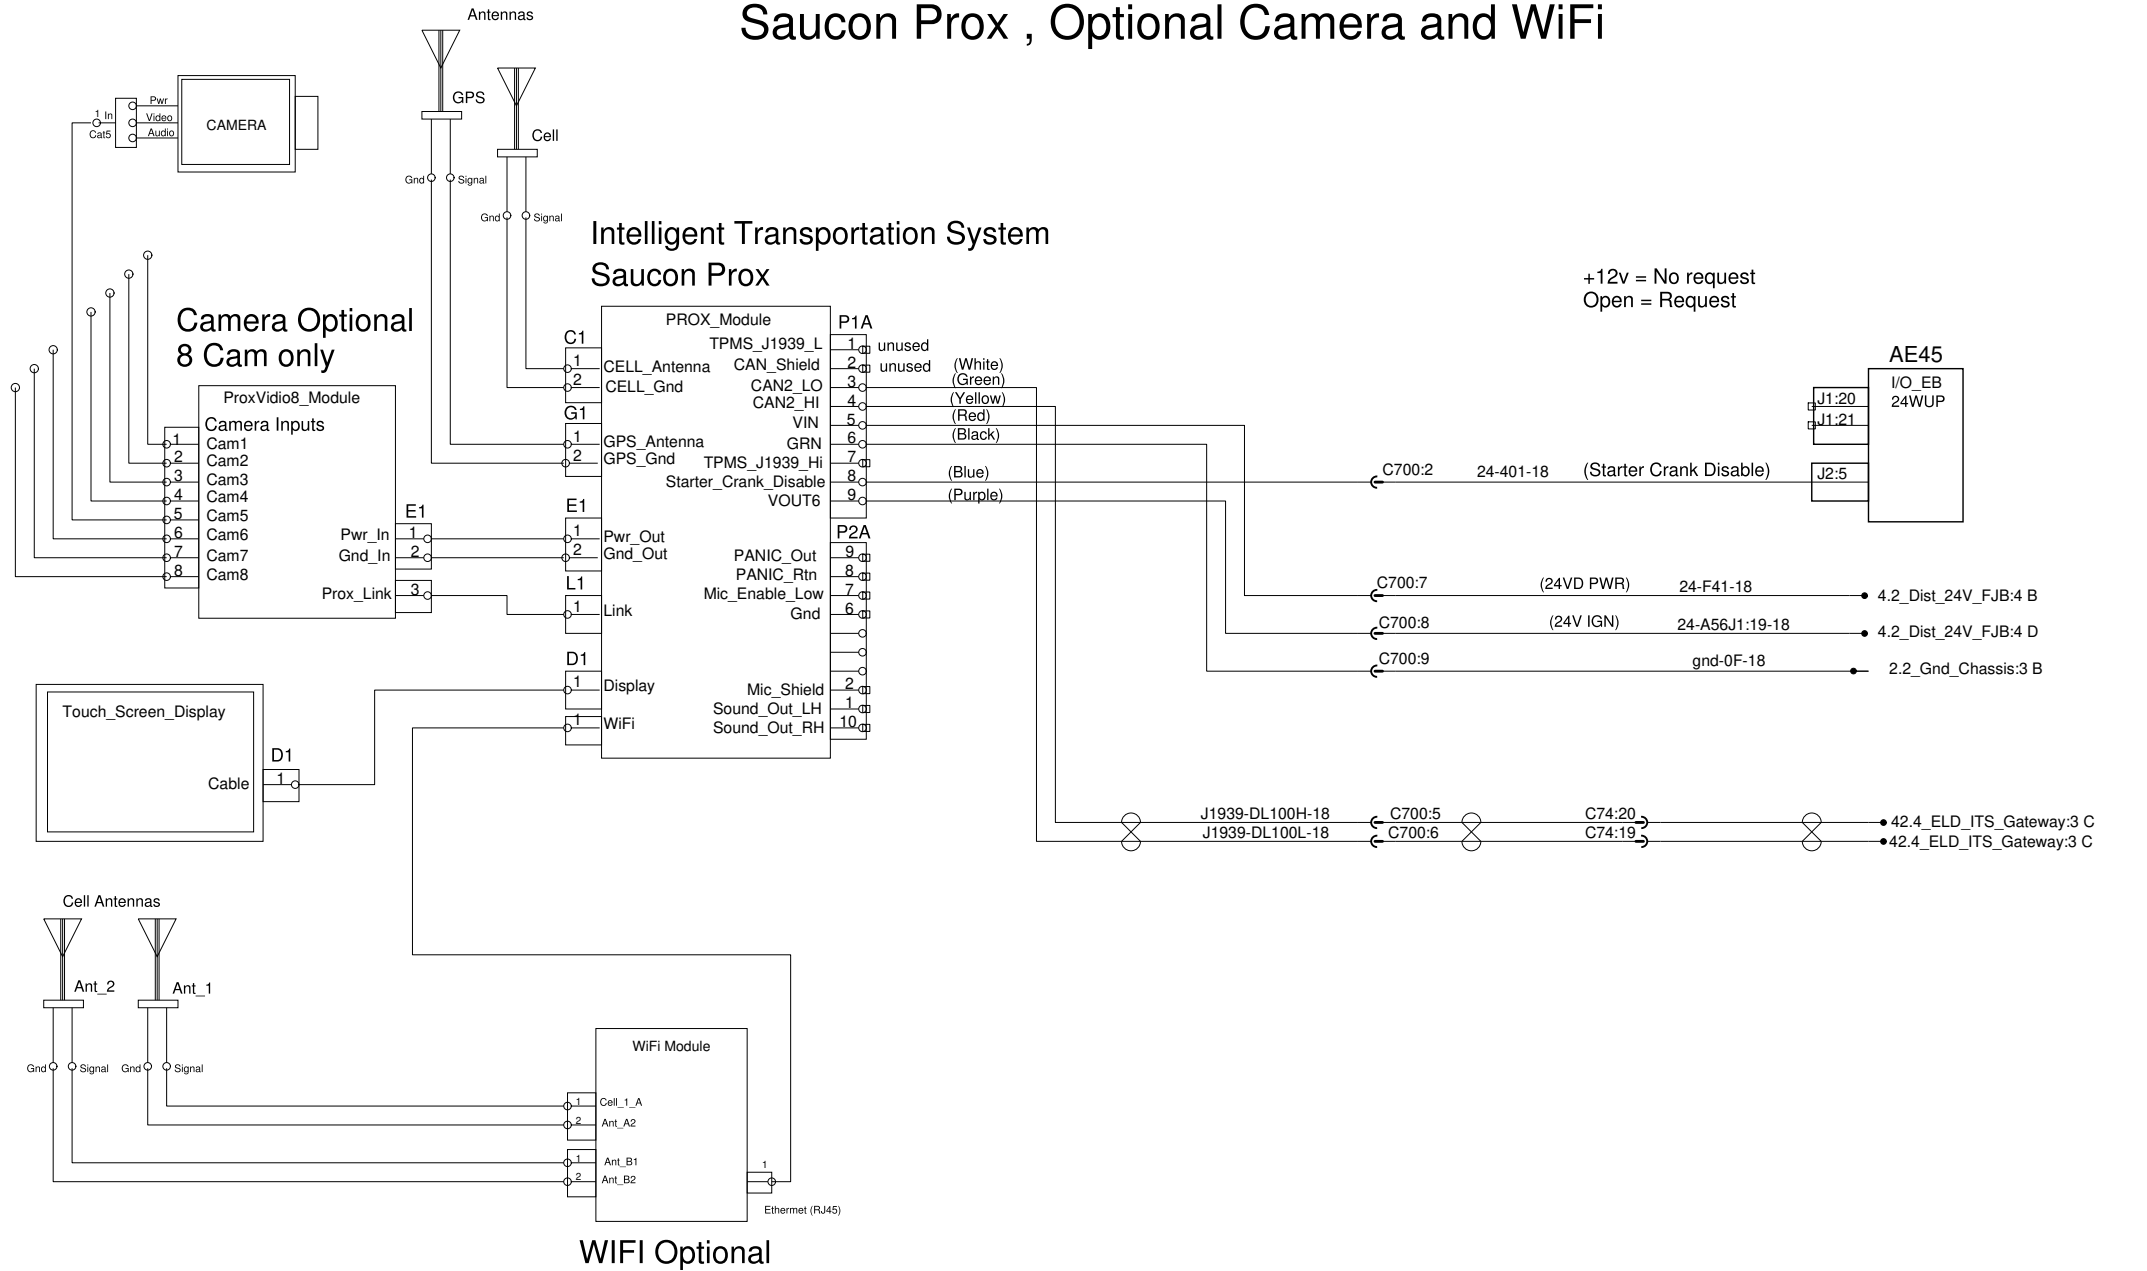 Saucon Prox , Optional Camera and WiFi
Antennas
GPS
Cell
Gnd
Signal
Gnd
Signal
1
In
Cat5
Pwr
Video
Audio
CAMERA
Intelligent Transportation System
Saucon Prox
Camera Optional
8 Cam only
ProxVidio8_Module
Camera Inputs
1 Cam1
2 Cam2
3 Cam3
4 Cam4
5 Cam5
6 Cam6
7 Cam7
8 Cam8
E1
Pwr_In 1
Gnd_In 2
Prox_Link 3
PROX_Module
C1
1 CELL_Antenna
2 CELL_Gnd
G1
1 GPS_Antenna
2 GPS_Gnd
E1
1 Pwr_Out
2 Gnd_Out
L1
1 Link
D1
1 Display
1 WiFi
P1A
TPMS_J1939_L 1 unused
CAN_Shield 2 unused (White)
CAN2_LO 3 (Green)
CAN2_HI 4 (Yellow)
VIN 5 (Red)
GRN 6 (Black)
TPMS_J1939_Hi 7
Starter_Crank_Disable 8 (Blue)
VOUT6 9 (Purple)
P2A
PANIC_Out 9
PANIC_Rtn 8
Mic_Enable_Low 7
Gnd 6
Mic_Shield 2
Sound_Out_LH 1
Sound_Out_RH 10
+12v = No request
Open = Request
AE45
I/O_EB
24WUP
J1:20
J1:21
J2:5
C700:2 24-401-18 (Starter Crank Disable)
C700:7 (24VD PWR) 24-F41-18 4.2_Dist_24V_FJB:4 B
C700:8 (24V IGN) 24-A56J1:19-18 4.2_Dist_24V_FJB:4 D
C700:9 gnd-0F-18 2.2_Gnd_Chassis:3 B
J1939-DL100H-18 C700:5 C74:20 42.4_ELD_ITS_Gateway:3 C
J1939-DL100L-18 C700:6 C74:19 42.4_ELD_ITS_Gateway:3 C
Touch_Screen_Display
D1
Cable 1
Cell Antennas
Ant_2
Ant_1
Gnd
Signal
Gnd
Signal
WiFi Module
1 Cell_1_A
2 Ant_A2
1 Ant_B1
2 Ant_B2
1
Ethernet (RJ45)
WIFI Optional